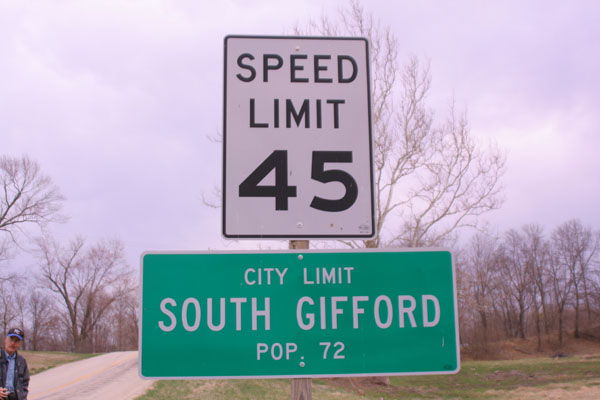 SPEED
LIMIT
45
CITY LIMIT
SOUTH GIFFORD
POP. 72